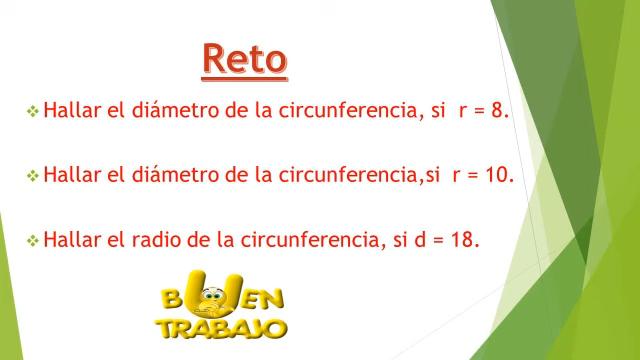 Reto
Hallar el diámetro de la circunferencia, si r = 8.
Hallar el diámetro de la circunferencia,si r = 10.
Hallar el radio de la circunferencia, si d = 18.
BUEN
TRABAJO